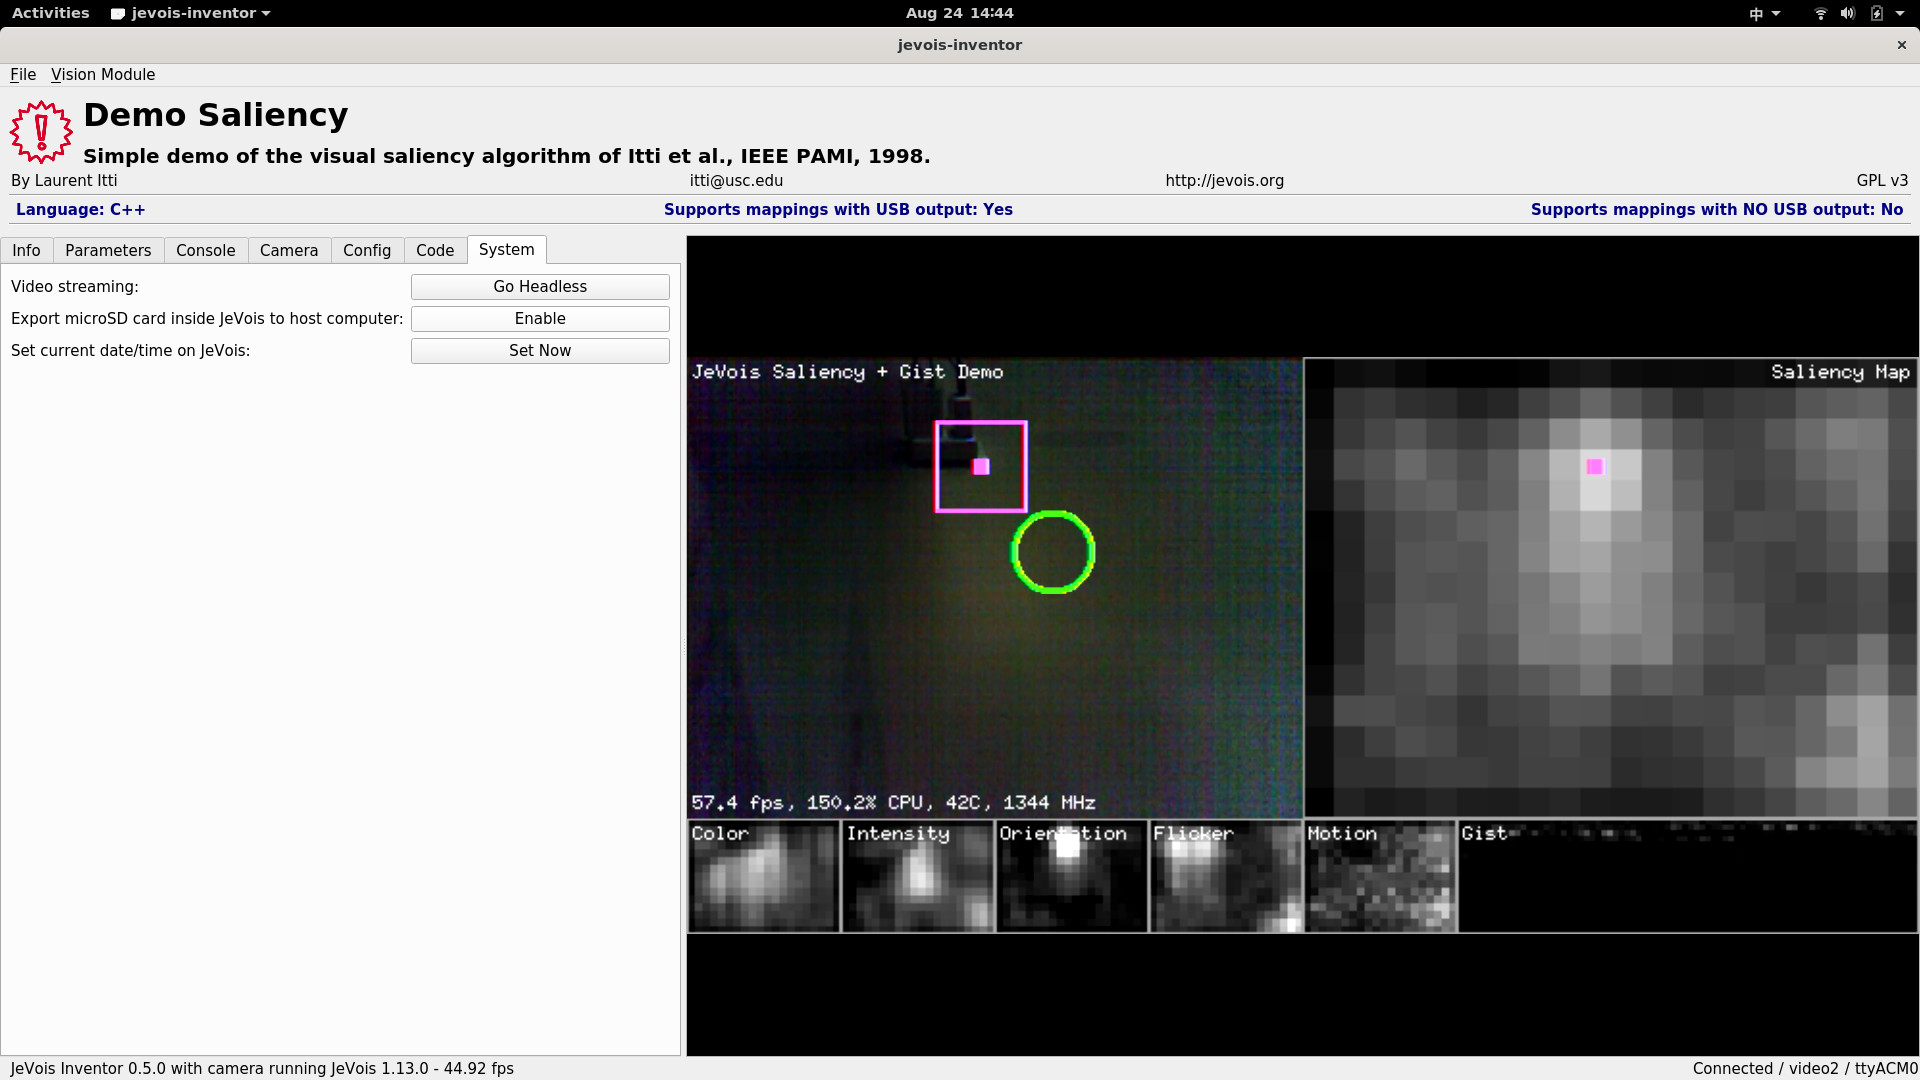 Activities jevois-inventor Aug 24 14:44 中
jevois-inventor ×
File Vision Module
Demo Saliency
Simple demo of the visual saliency algorithm of Itti et al., IEEE PAMI, 1998.
By Laurent Itti itti@usc.edu http://jevois.org GPL v3
Language: C++ Supports mappings with USB output: Yes Supports mappings with NO USB output: No
Info Parameters Console Camera Config Code System
Video streaming: Go Headless
Export microSD card inside JeVois to host computer: Enable
Set current date/time on JeVois: Set Now
JeVois Saliency + Gist Demo Saliency Map
57.4 fps, 150.2% CPU, 42C, 1344 MHz
Color Intensity Orientation Flicker Motion Gist
JeVois Inventor 0.5.0 with camera running JeVois 1.13.0 - 44.92 fps Connected / video2 / ttyACM0